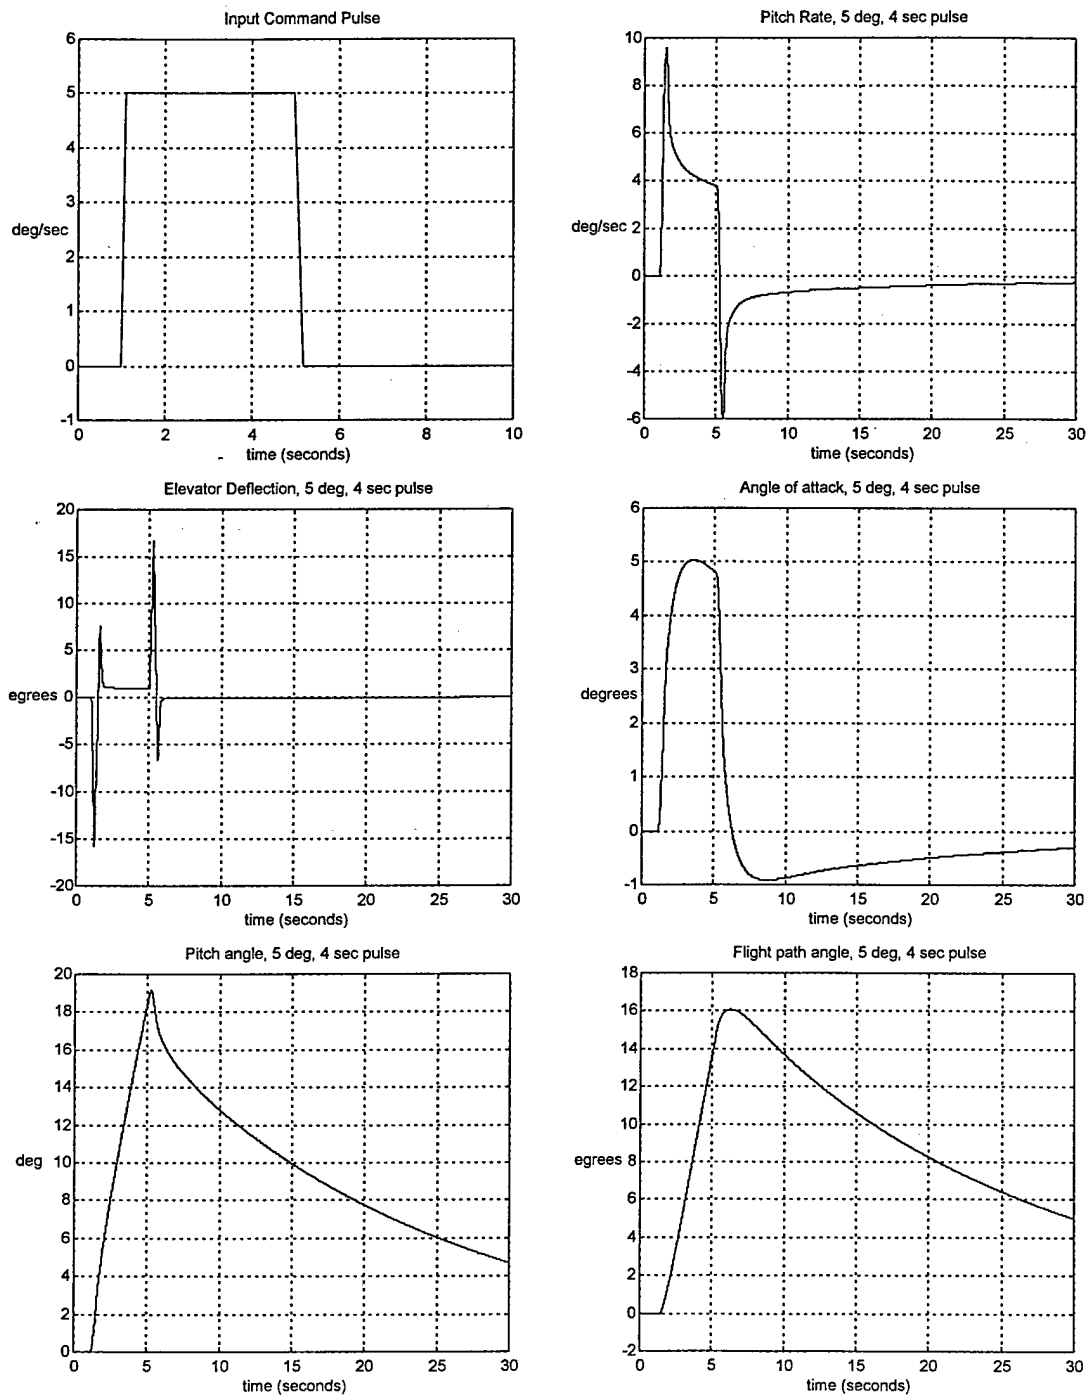 Input Command Pulse
6
5
4
3
deg/sec
2
1
0
-1
0 2 4 6 8 10
time (seconds)
Pitch Rate, 5 deg, 4 sec pulse
10
8
6
4
deg/sec 2
0
-2
-4
-6
0 5 10 15 20 25 30
time (seconds)
Elevator Deflection, 5 deg, 4 sec pulse
20
15
10
5
egrees 0
-5
-10
-15
-20
0 5 10 15 20 25 30
time (seconds)
Angle of attack, 5 deg, 4 sec pulse
6
5
4
3
degrees
2
1
0
-1
0 5 10 15 20 25 30
time (seconds)
Pitch angle, 5 deg, 4 sec pulse
20
18
16
14
12
deg 10
8
6
4
2
0
0 5 10 15 20 25 30
time (seconds)
Flight path angle, 5 deg, 4 sec pulse
18
16
14
12
10
egrees 8
6
4
2
0
-2
0 5 10 15 20 25 30
time (seconds)